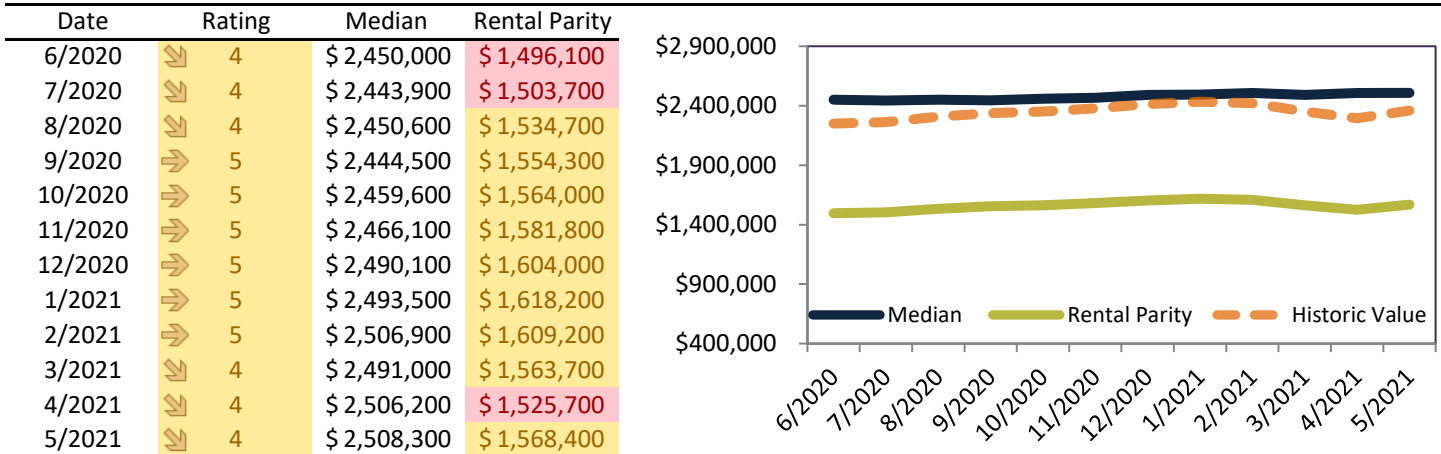 Date Rating Median Rental Parity
6/2020 4 $ 2,450,000 $ 1,496,100
7/2020 4 $ 2,443,900 $ 1,503,700
8/2020 4 $ 2,450,600 $ 1,534,700
9/2020 5 $ 2,444,500 $ 1,554,300
10/2020 5 $ 2,459,600 $ 1,564,000
11/2020 5 $ 2,466,100 $ 1,581,800
12/2020 5 $ 2,490,100 $ 1,604,000
1/2021 5 $ 2,493,500 $ 1,618,200
2/2021 5 $ 2,506,900 $ 1,609,200
3/2021 4 $ 2,491,000 $ 1,563,700
4/2021 4 $ 2,506,200 $ 1,525,700
5/2021 4 $ 2,508,300 $ 1,568,400
$2,900,000
$2,400,000
$1,900,000
$1,400,000
$900,000
$400,000
Median Rental Parity Historic Value
6/2020 7/2020 8/2020 9/2020 10/2020 11/2020 12/2020 1/2021 2/2021 3/2021 4/2021 5/2021